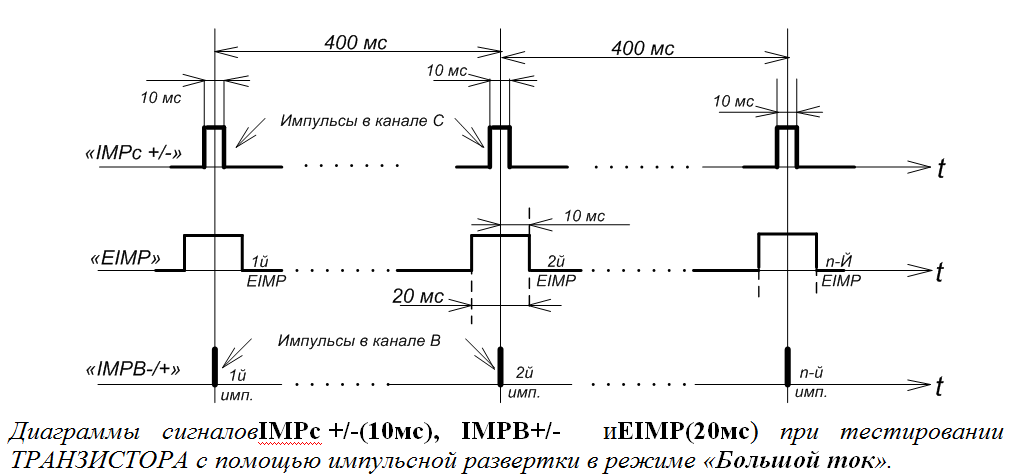 400 мс
400 мс
10 мс
10 мс
10 мс
Импульсы в канале С
«IMPc +/-»
t
10 мс
«EIMP»
1й
EIMP
2й
EIMP
n-Й
EIMP
t
20 мс
Импульсы в канале В
«IMPB-/+»
1й
имп.
2й
имп.
n-й
имп.
t
Диаграммы сигналовIMPc +/-(10мс), IMPB+/- иEIMP(20мс) при тестировании
ТРАНЗИСТОРА с помощью импульсной развертки в режиме «Большой ток».